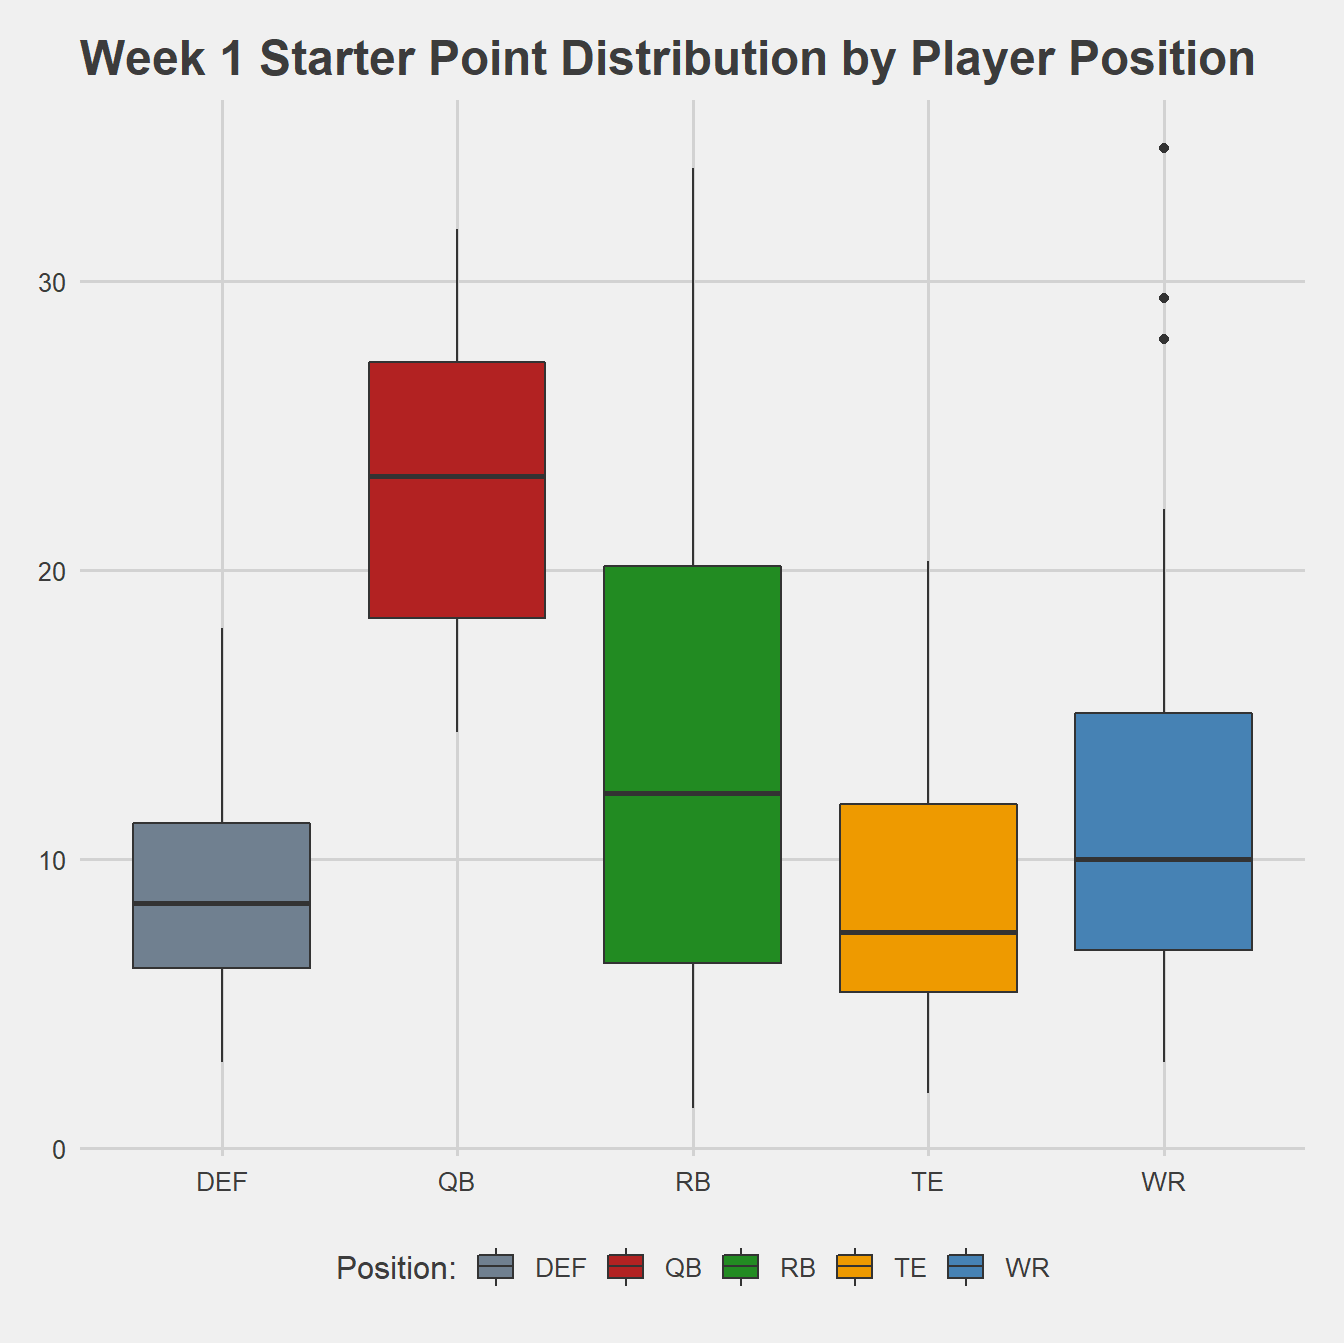 Week 1 Starter Point Distribution by Player Position
30
20
10
0
DEF QB RB TE WR
Position: DEF QB RB TE WR